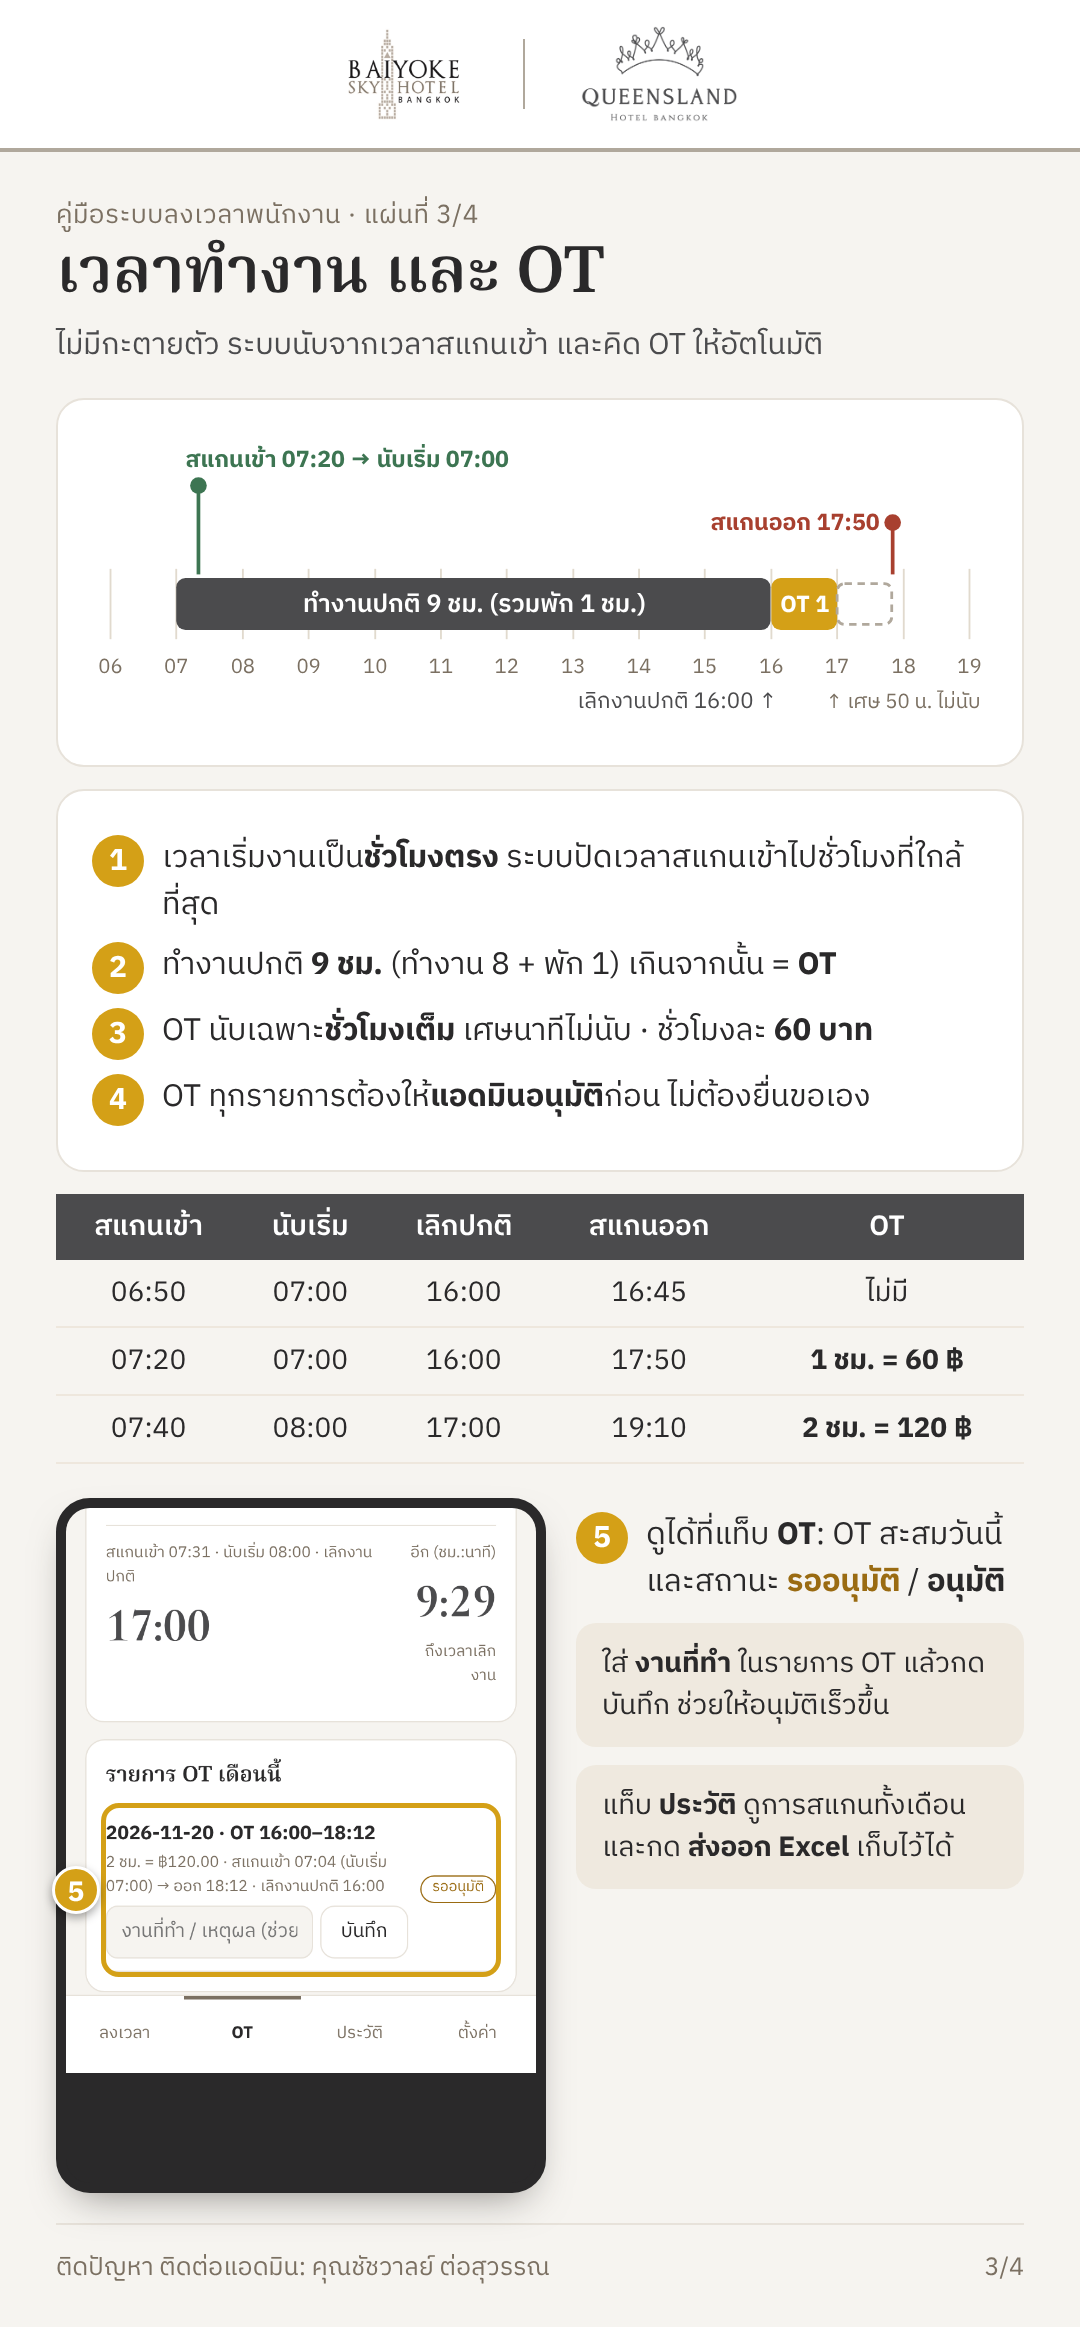 BAIYOKE
SKY HOTEL
BANGKOK
QUEENSLAND
HOTEL BANGKOK
คู่มือระบบลงเวลาพนักงาน · แผ่นที่ 3/4
เวลาทำงาน และ OT
ไม่มีกะตายตัว ระบบนับจากเวลาสแกนเข้า และคิด OT ให้อัตโนมัติ
สแกนเข้า 07:20 → นับเริ่ม 07:00
สแกนออก 17:50
ทำงานปกติ 9 ชม. (รวมพัก 1 ชม.) OT 1
06 07 08 09 10 11 12 13 14 15 16 17 18 19
เลิกงานปกติ 16:00 ↑ ↑ เศษ 50 น. ไม่นับ
1 เวลาเริ่มงานเป็นชั่วโมงตรง ระบบปัดเวลาสแกนเข้าไปชั่วโมงที่ใกล้
ที่สุด
2 ทำงานปกติ 9 ชม. (ทำงาน 8 + พัก 1) เกินจากนั้น = OT
3 OT นับเฉพาะชั่วโมงเต็ม เศษนาทีไม่นับ · ชั่วโมงละ 60 บาท
4 OT ทุกรายการต้องให้แอดมินอนุมัติก่อน ไม่ต้องยื่นขอเอง
สแกนเข้า นับเริ่ม เลิกปกติ สแกนออก OT
06:50 07:00 16:00 16:45 ไม่มี
07:20 07:00 16:00 17:50 1 ชม. = 60 ฿
07:40 08:00 17:00 19:10 2 ชม. = 120 ฿
สแกนเข้า 07:31 · นับเริ่ม 08:00 · เลิกงาน
ปกติ
17:00
อีก (ชม.:นาที)
9:29
ถึงเวลาเลิก
งาน
รายการ OT เดือนนี้
2026-11-20 · OT 16:00–18:12
2 ชม. = ฿120.00 · สแกนเข้า 07:04 (นับเริ่ม
07:00) → ออก 18:12 · เลิกงานปกติ 16:00
รออนุมัติ
5
งานที่ทำ / เหตุผล (ช่วย บันทึก
ลงเวลา OT ประวัติ ตั้งค่า
5 ดูได้ที่แท็บ OT: OT สะสมวันนี้
และสถานะ รออนุมัติ / อนุมัติ
ใส่ งานที่ทำ ในรายการ OT แล้วกด
บันทึก ช่วยให้อนุมัติเร็วขึ้น
แท็บ ประวัติ ดูการสแกนทั้งเดือน
และกด ส่งออก Excel เก็บไว้ได้
ติดปัญหา ติดต่อแอดมิน: คุณชัชวาลย์ ต่อสุวรรณ 3/4